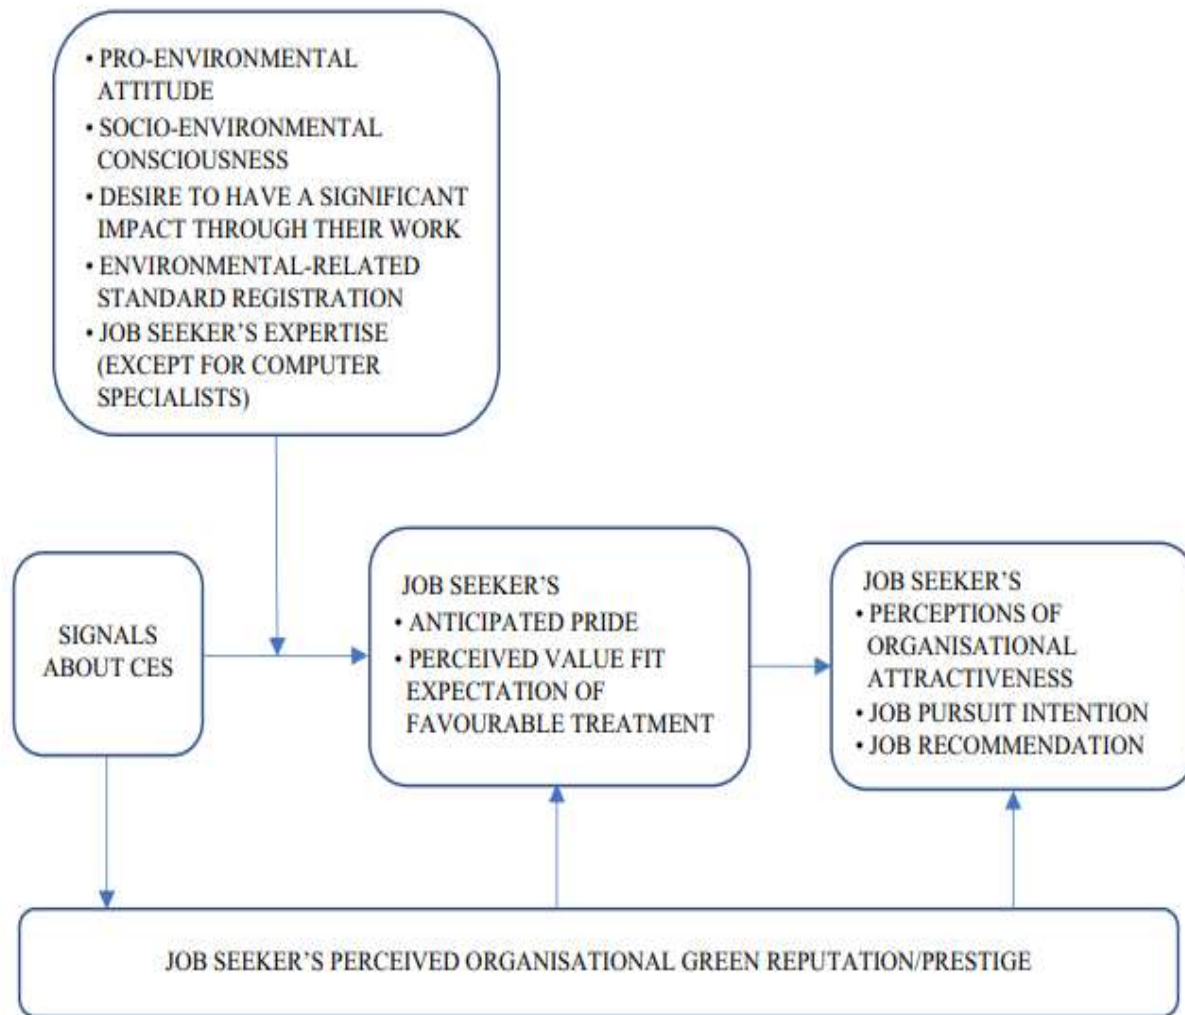 • PRO-ENVIRONMENTAL
ATTITUDE
• SOCIO-ENVIRONMENTAL
CONSCIOUSNESS
• DESIRE TO HAVE A SIGNIFICANT
IMPACT THROUGH THEIR WORK
• ENVIRONMENTAL-RELATED
STANDARD REGISTRATION
• JOB SEEKER’S EXPERTISE
(EXCEPT FOR COMPUTER
SPECIALISTS)
SIGNALS
ABOUT CES
JOB SEEKER’S
• ANTICIPATED PRIDE
• PERCEIVED VALUE FIT
EXPECTATION OF
FAVOURABLE TREATMENT
JOB SEEKER’S
• PERCEPTIONS OF
ORGANISATIONAL
ATTRACTIVENESS
• JOB PURSUIT INTENTION
• JOB RECOMMENDATION
JOB SEEKER’S PERCEIVED ORGANISATIONAL GREEN REPUTATION/PRESTIGE